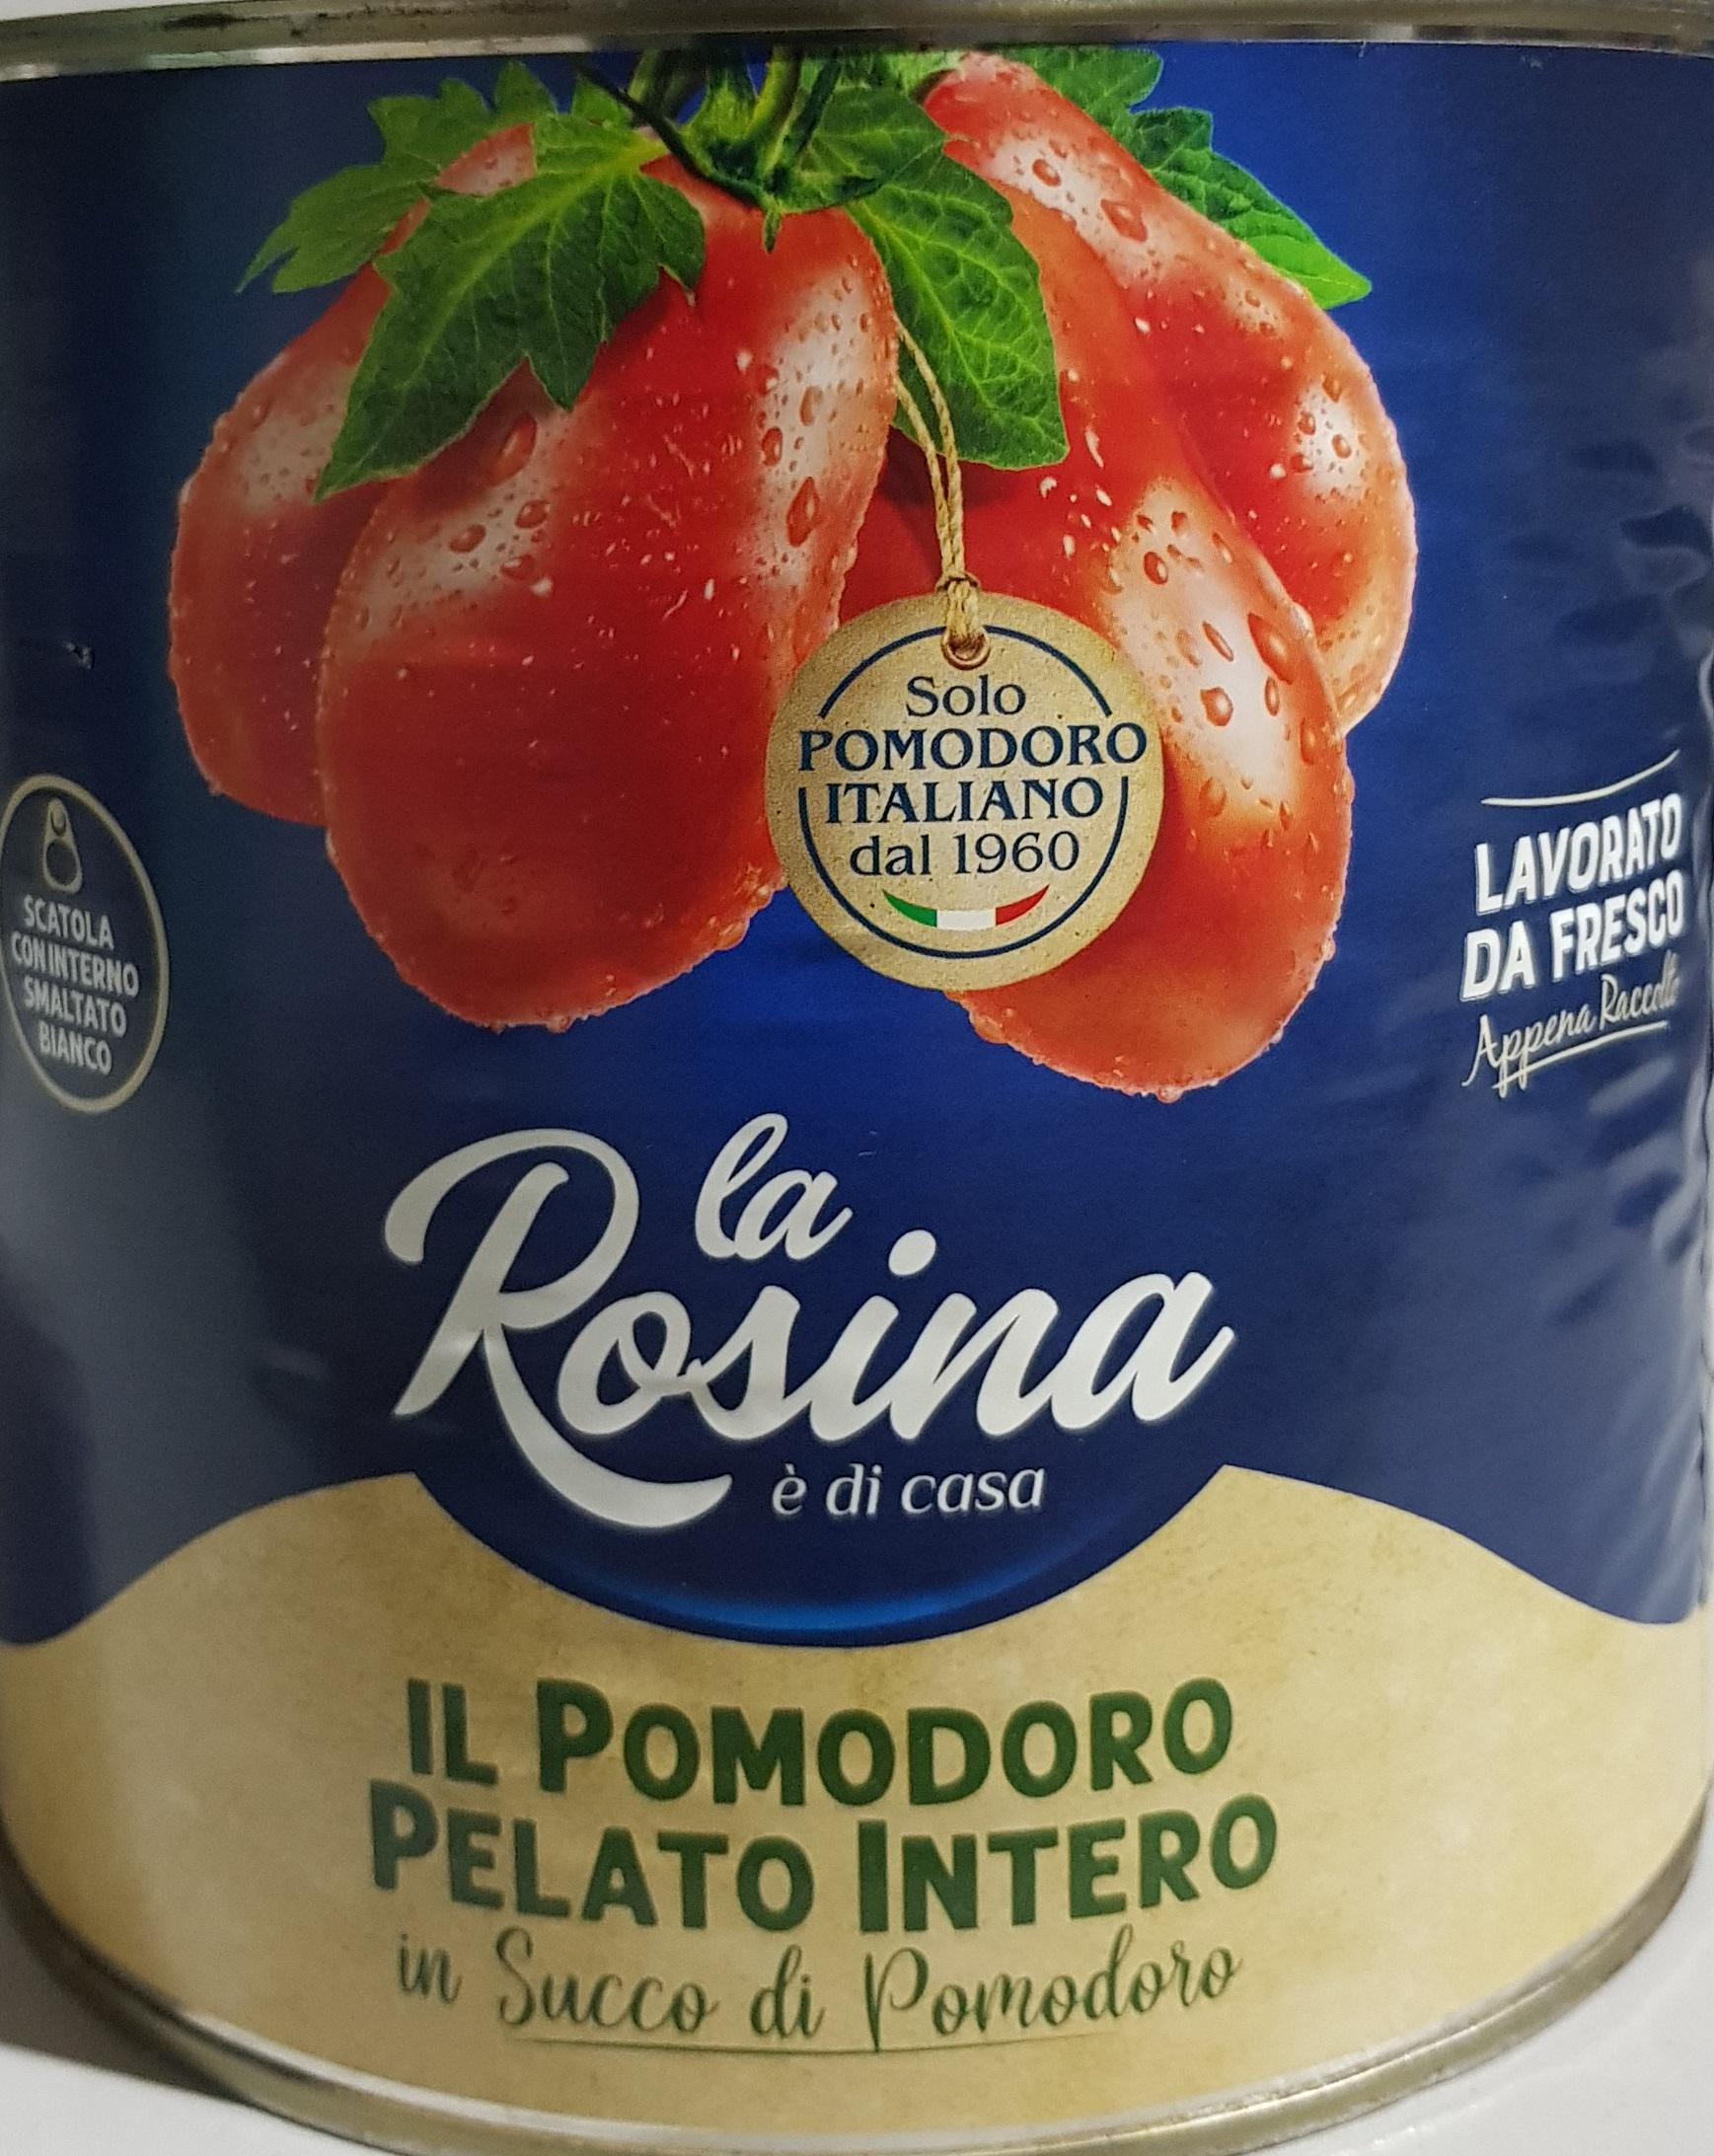 Solo
POMODORO
ITALIANO
dal 1960
SCATOLA
CON INTERNO
SMALTATO
BIANCO
LAVORATO
DA FRESCO
Appena Raccolto
la
Rosina
è di casa
IL POMODORO
PELATO INTERO
in Succo di Pomodoro